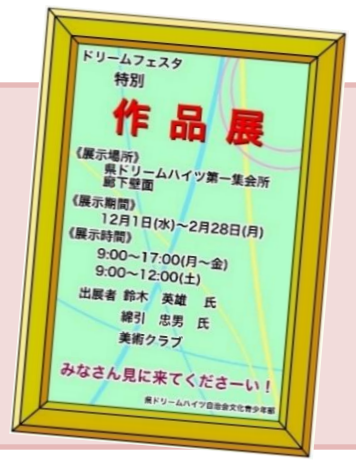 ドリームフェスタ
特別
作品展
《展示場所》
県ドリームハイツ第一集会所
廊下壁面
《展示期間》
12月1日(水)～2月28日(月)
《展示時間》
9:00～17:00(月～金)
9:00～12:00(土)
出展者 鈴木 英雄 氏
綿引 忠男 氏
美術クラブ
みなさん見に来てくださーい！
県ドリームハイツ自治会文化青少年部